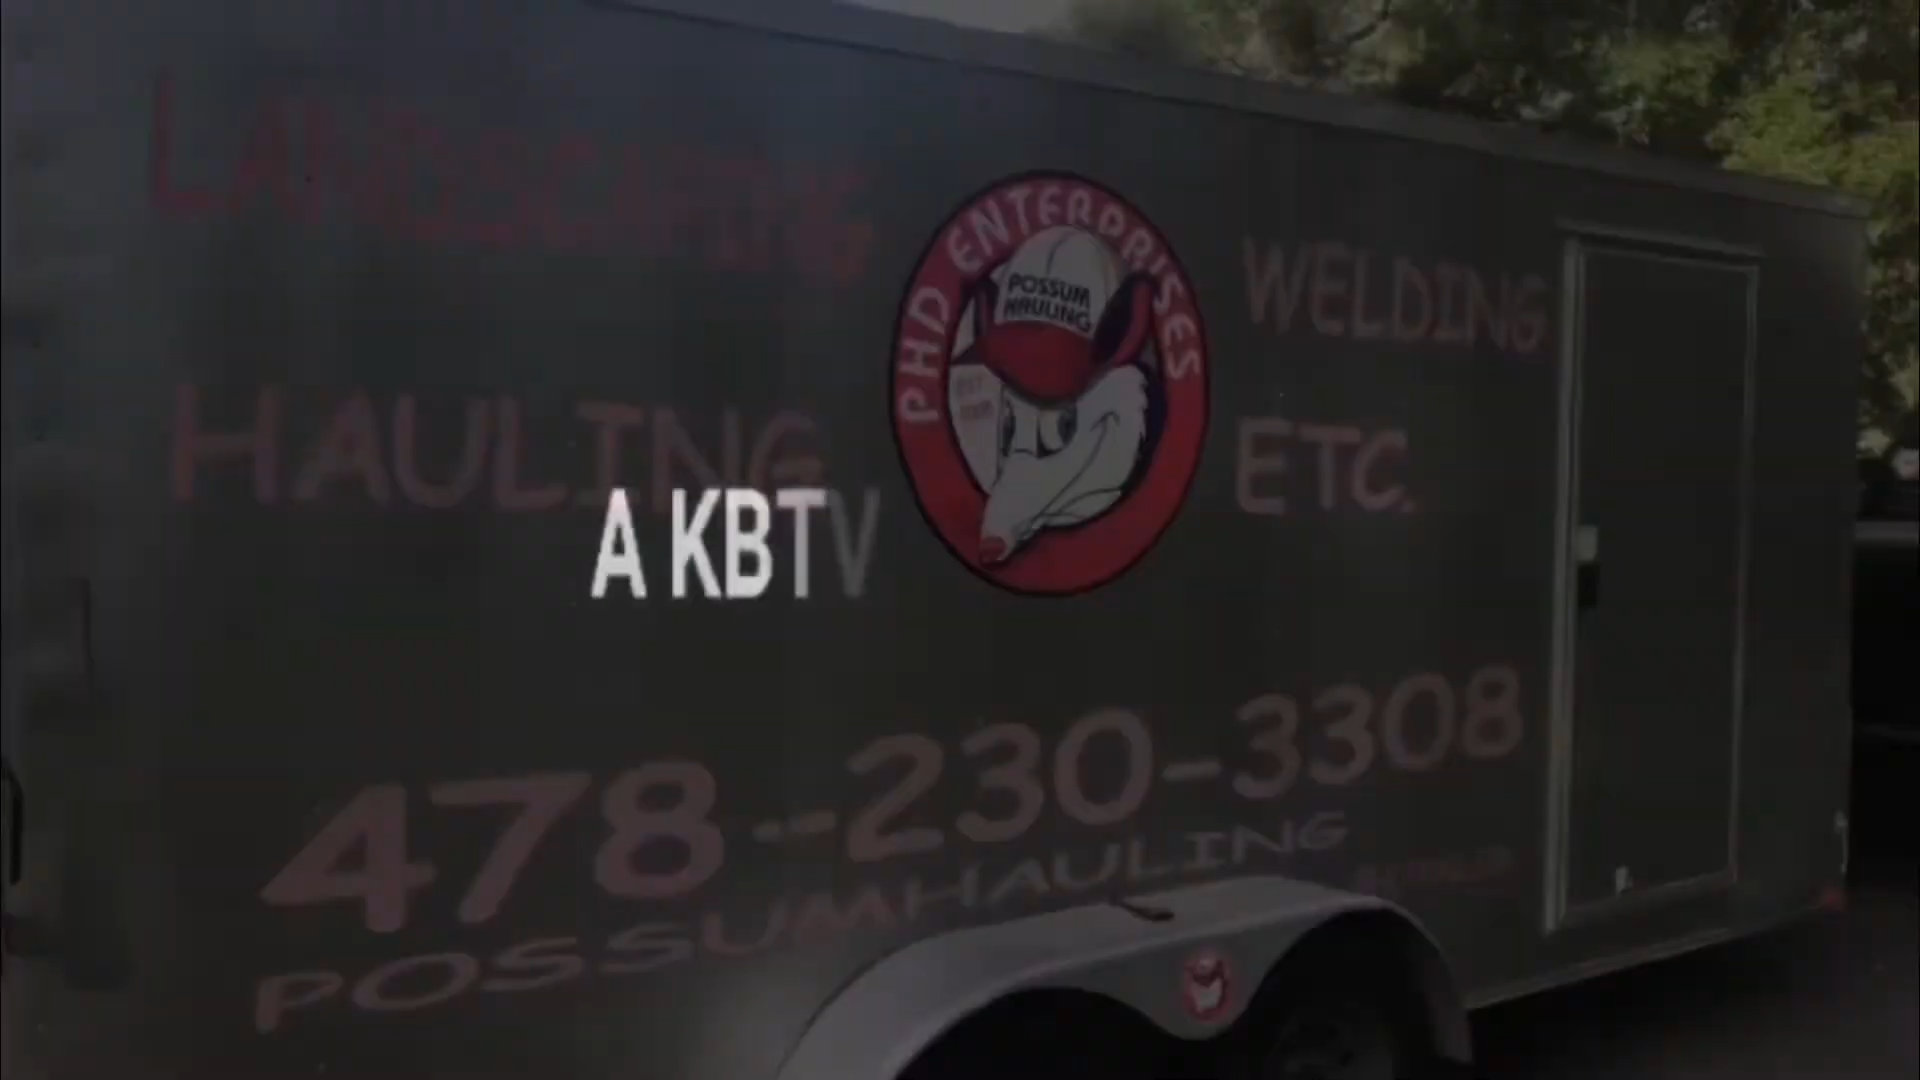 LANDSCAPING
PHD ENTERPRISES
POSSUM
HAULING
WELDING
HAULING
ETC.
A KBTV
478--230-3308
POSSUMHAULING